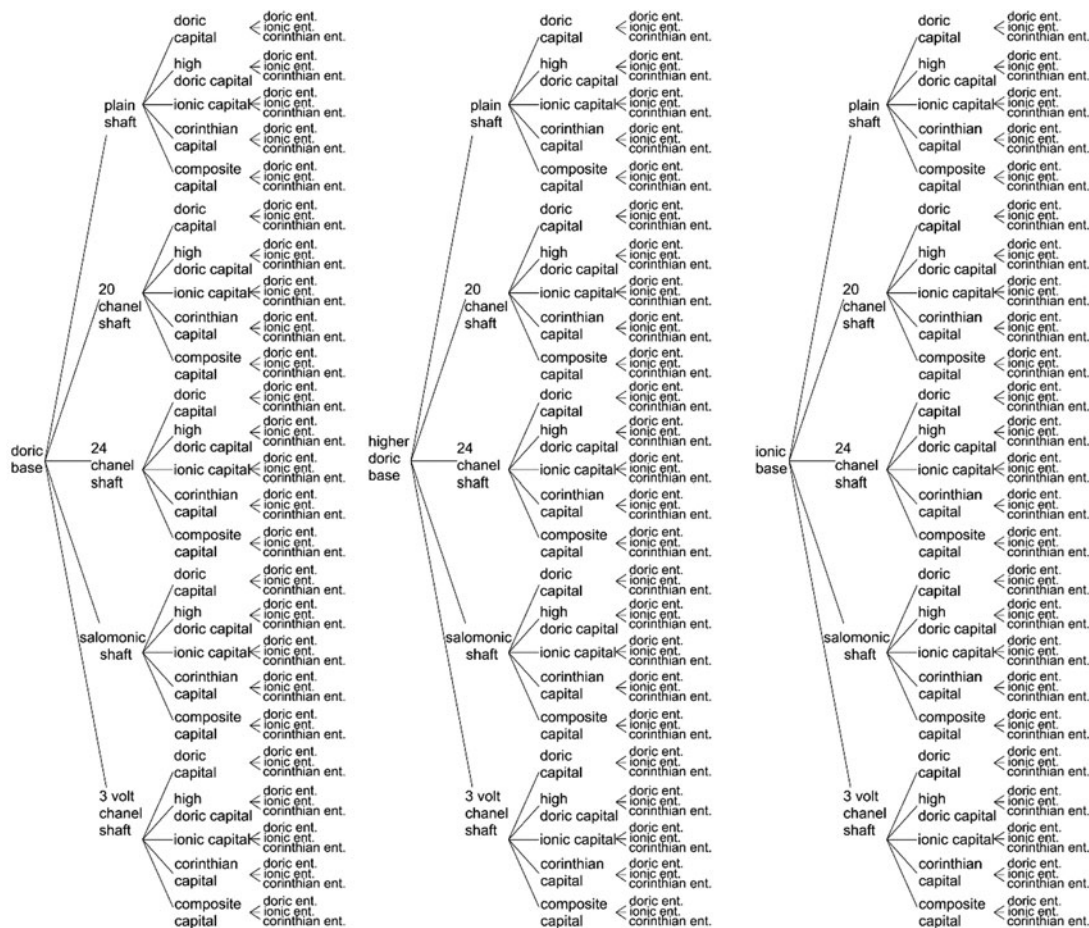 doric
base
plain
shaft
doric
capital
doric ent.
ionic ent.
corinthian ent.
high
doric capital
doric ent.
ionic ent.
corinthian ent.
ionic capital
doric ent.
ionic ent.
corinthian ent.
corinthian
capital
doric ent.
ionic ent.
corinthian ent.
composite
capital
doric ent.
ionic ent.
corinthian ent.
20
chanel
shaft
doric
capital
doric ent.
ionic ent.
corinthian ent.
high
doric capital
doric ent.
ionic ent.
corinthian ent.
ionic capital
doric ent.
ionic ent.
corinthian ent.
corinthian
capital
doric ent.
ionic ent.
corinthian ent.
composite
capital
doric ent.
ionic ent.
corinthian ent.
24
chanel
shaft
doric
capital
doric ent.
ionic ent.
corinthian ent.
high
doric capital
doric ent.
ionic ent.
corinthian ent.
ionic capital
doric ent.
ionic ent.
corinthian ent.
corinthian
capital
doric ent.
ionic ent.
corinthian ent.
composite
capital
doric ent.
ionic ent.
corinthian ent.
salomonic
shaft
doric
capital
doric ent.
ionic ent.
corinthian ent.
high
doric capital
doric ent.
ionic ent.
corinthian ent.
ionic capital
doric ent.
ionic ent.
corinthian ent.
corinthian
capital
doric ent.
ionic ent.
corinthian ent.
composite
capital
doric ent.
ionic ent.
corinthian ent.
3 volt
chanel
shaft
doric
capital
doric ent.
ionic ent.
corinthian ent.
high
doric capital
doric ent.
ionic ent.
corinthian ent.
ionic capital
doric ent.
ionic ent.
corinthian ent.
corinthian
capital
doric ent.
ionic ent.
corinthian ent.
composite
capital
doric ent.
ionic ent.
corinthian ent.
higher
doric
base
plain
shaft
doric
capital
doric ent.
ionic ent.
corinthian ent.
high
doric capital
doric ent.
ionic ent.
corinthian ent.
ionic capital
doric ent.
ionic ent.
corinthian ent.
corinthian
capital
doric ent.
ionic ent.
corinthian ent.
composite
capital
doric ent.
ionic ent.
corinthian ent.
20
chanel
shaft
doric
capital
doric ent.
ionic ent.
corinthian ent.
high
doric capital
doric ent.
ionic ent.
corinthian ent.
ionic capital
doric ent.
ionic ent.
corinthian ent.
corinthian
capital
doric ent.
ionic ent.
corinthian ent.
composite
capital
doric ent.
ionic ent.
corinthian ent.
24
chanel
shaft
doric
capital
doric ent.
ionic ent.
corinthian ent.
high
doric capital
doric ent.
ionic ent.
corinthian ent.
ionic capital
doric ent.
ionic ent.
corinthian ent.
corinthian
capital
doric ent.
ionic ent.
corinthian ent.
composite
capital
doric ent.
ionic ent.
corinthian ent.
salomonic
shaft
doric
capital
doric ent.
ionic ent.
corinthian ent.
high
doric capital
doric ent.
ionic ent.
corinthian ent.
ionic capital
doric ent.
ionic ent.
corinthian ent.
corinthian
capital
doric ent.
ionic ent.
corinthian ent.
composite
capital
doric ent.
ionic ent.
corinthian ent.
3 volt
chanel
shaft
doric
capital
doric ent.
ionic ent.
corinthian ent.
high
doric capital
doric ent.
ionic ent.
corinthian ent.
ionic capital
doric ent.
ionic ent.
corinthian ent.
corinthian
capital
doric ent.
ionic ent.
corinthian ent.
composite
capital
doric ent.
ionic ent.
corinthian ent.
ionic
base
plain
shaft
doric
capital
doric ent.
ionic ent.
corinthian ent.
high
doric capital
doric ent.
ionic ent.
corinthian ent.
ionic capital
doric ent.
ionic ent.
corinthian ent.
corinthian
capital
doric ent.
ionic ent.
corinthian ent.
composite
capital
doric ent.
ionic ent.
corinthian ent.
20
chanel
shaft
doric
capital
doric ent.
ionic ent.
corinthian ent.
high
doric capital
doric ent.
ionic ent.
corinthian ent.
ionic capital
doric ent.
ionic ent.
corinthian ent.
corinthian
capital
doric ent.
ionic ent.
corinthian ent.
composite
capital
doric ent.
ionic ent.
corinthian ent.
24
chanel
shaft
doric
capital
doric ent.
ionic ent.
corinthian ent.
high
doric capital
doric ent.
ionic ent.
corinthian ent.
ionic capital
doric ent.
ionic ent.
corinthian ent.
corinthian
capital
doric ent.
ionic ent.
corinthian ent.
composite
capital
doric ent.
ionic ent.
corinthian ent.
salomonic
shaft
doric
capital
doric ent.
ionic ent.
corinthian ent.
high
doric capital
doric ent.
ionic ent.
corinthian ent.
ionic capital
doric ent.
ionic ent.
corinthian ent.
corinthian
capital
doric ent.
ionic ent.
corinthian ent.
composite
capital
doric ent.
ionic ent.
corinthian ent.
3 volt
chanel
shaft
doric
capital
doric ent.
ionic ent.
corinthian ent.
high
doric capital
doric ent.
ionic ent.
corinthian ent.
ionic capital
doric ent.
ionic ent.
corinthian ent.
corinthian
capital
doric ent.
ionic ent.
corinthian ent.
composite
capital
doric ent.
ionic ent.
corinthian ent.